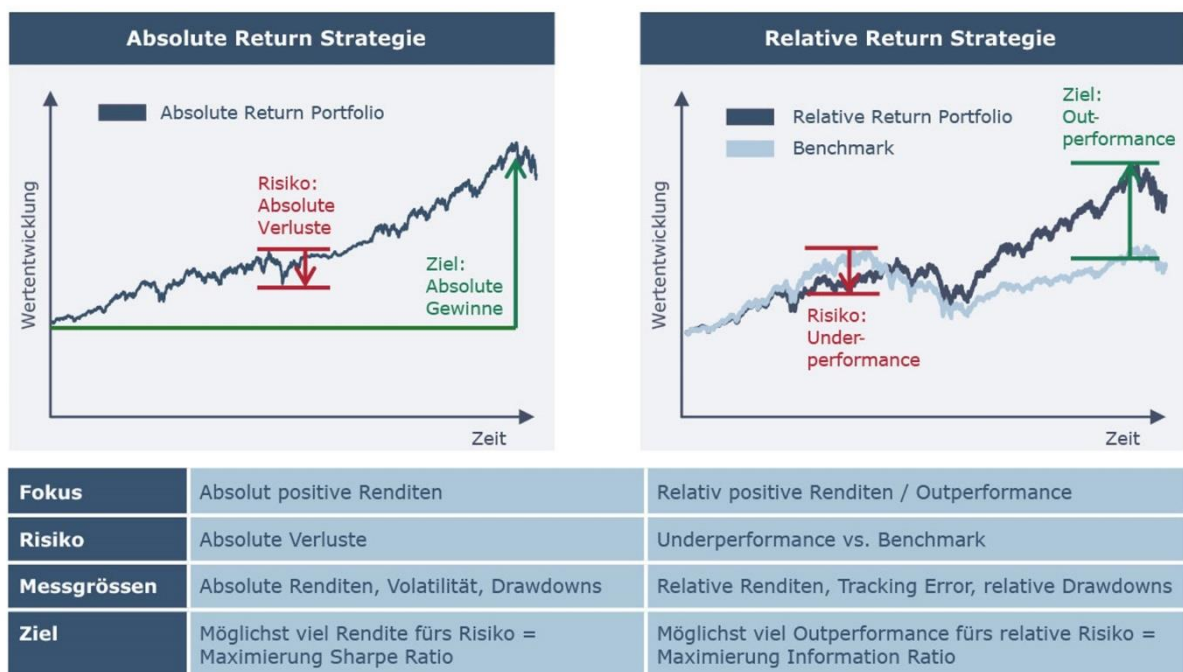 Absolute Return Strategie
Wertentwicklung
Absolute Return Portfolio
Risiko:
Absolute
Verluste
Ziel:
Absolute
Gewinne
Zeit
Relative Return Strategie
Wertentwicklung
Relative Return Portfolio
Benchmark
Ziel:
Out-
performance
Risiko:
Under-
performance
Zeit
Fokus
Absolut positive Renditen
Relativ positive Renditen / Outperformance
Risiko
Absolute Verluste
Underperformance vs. Benchmark
Messgrössen
Absolute Renditen, Volatilität, Drawdowns
Relative Renditen, Tracking Error, relative Drawdowns
Ziel
Möglichst viel Rendite fürs Risiko =
Maximierung Sharpe Ratio
Möglichst viel Outperformance fürs relative Risiko =
Maximierung Information Ratio